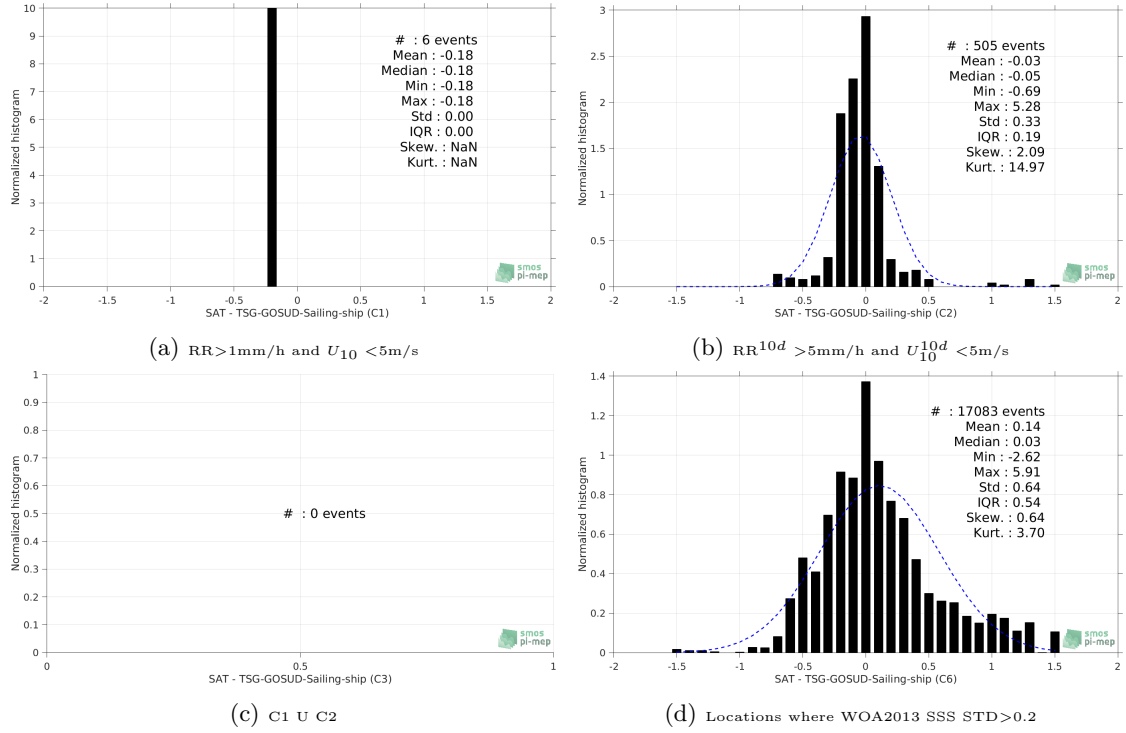 10
9
8
7
6
5
4
3
2
1
0
Normalized histogram
# : 6 events
Mean : -0.18
Median : -0.18
Min : -0.18
Max : -0.18
Std : 0.00
IQR : 0.00
Skew. : NaN
Kurt. : NaN
smos
pi-mep
-2 -1 -1 0 1 1 2
SAT - TSG-GOSUD-Sailing-ship (C1)
(a) RR>1mm/h and U10 <5m/s
3
2.5
2
1.5
1
0.5
0
Normalized histogram
# : 505 events
Mean : -0.03
Median : -0.05
Min : -0.69
Max : 5.28
Std : 0.33
IQR : 0.19
Skew. : 2.09
Kurt. : 14.97
smos
pi-mep
-2 -1.5 -1 -0.5 0 0.5 1 1.5 2
SAT - TSG-GOSUD-Sailing-ship (C2)
(b) RR^10d >5mm/h and U10^10d <5m/s
1
0.9
0.8
0.7
0.6
0.5
0.4
0.3
0.2
0.1
0
Normalized histogram
# : 0 events
smos
pi-mep
0 0.5 1
SAT - TSG-GOSUD-Sailing-ship (C3)
(c) C1 U C2
1.4
1.2
1
0.8
0.6
0.4
0.2
0
Normalized histogram
# : 17083 events
Mean : 0.14
Median : 0.03
Min : -2.62
Max : 5.91
Std : 0.64
IQR : 0.54
Skew. : 0.64
Kurt. : 3.70
smos
pi-mep
-2 -1.5 -1 -0.5 0 0.5 1 1.5 2
SAT - TSG-GOSUD-Sailing-ship (C6)
(d) Locations where WOA2013 SSS STD>0.2